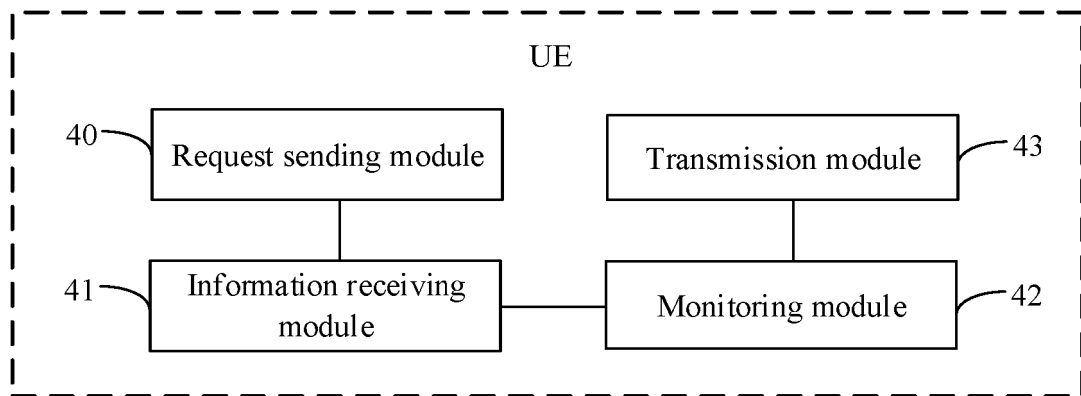 UE
40
Request sending module
Transmission module
43
41
Information receiving
module
Monitoring module
42